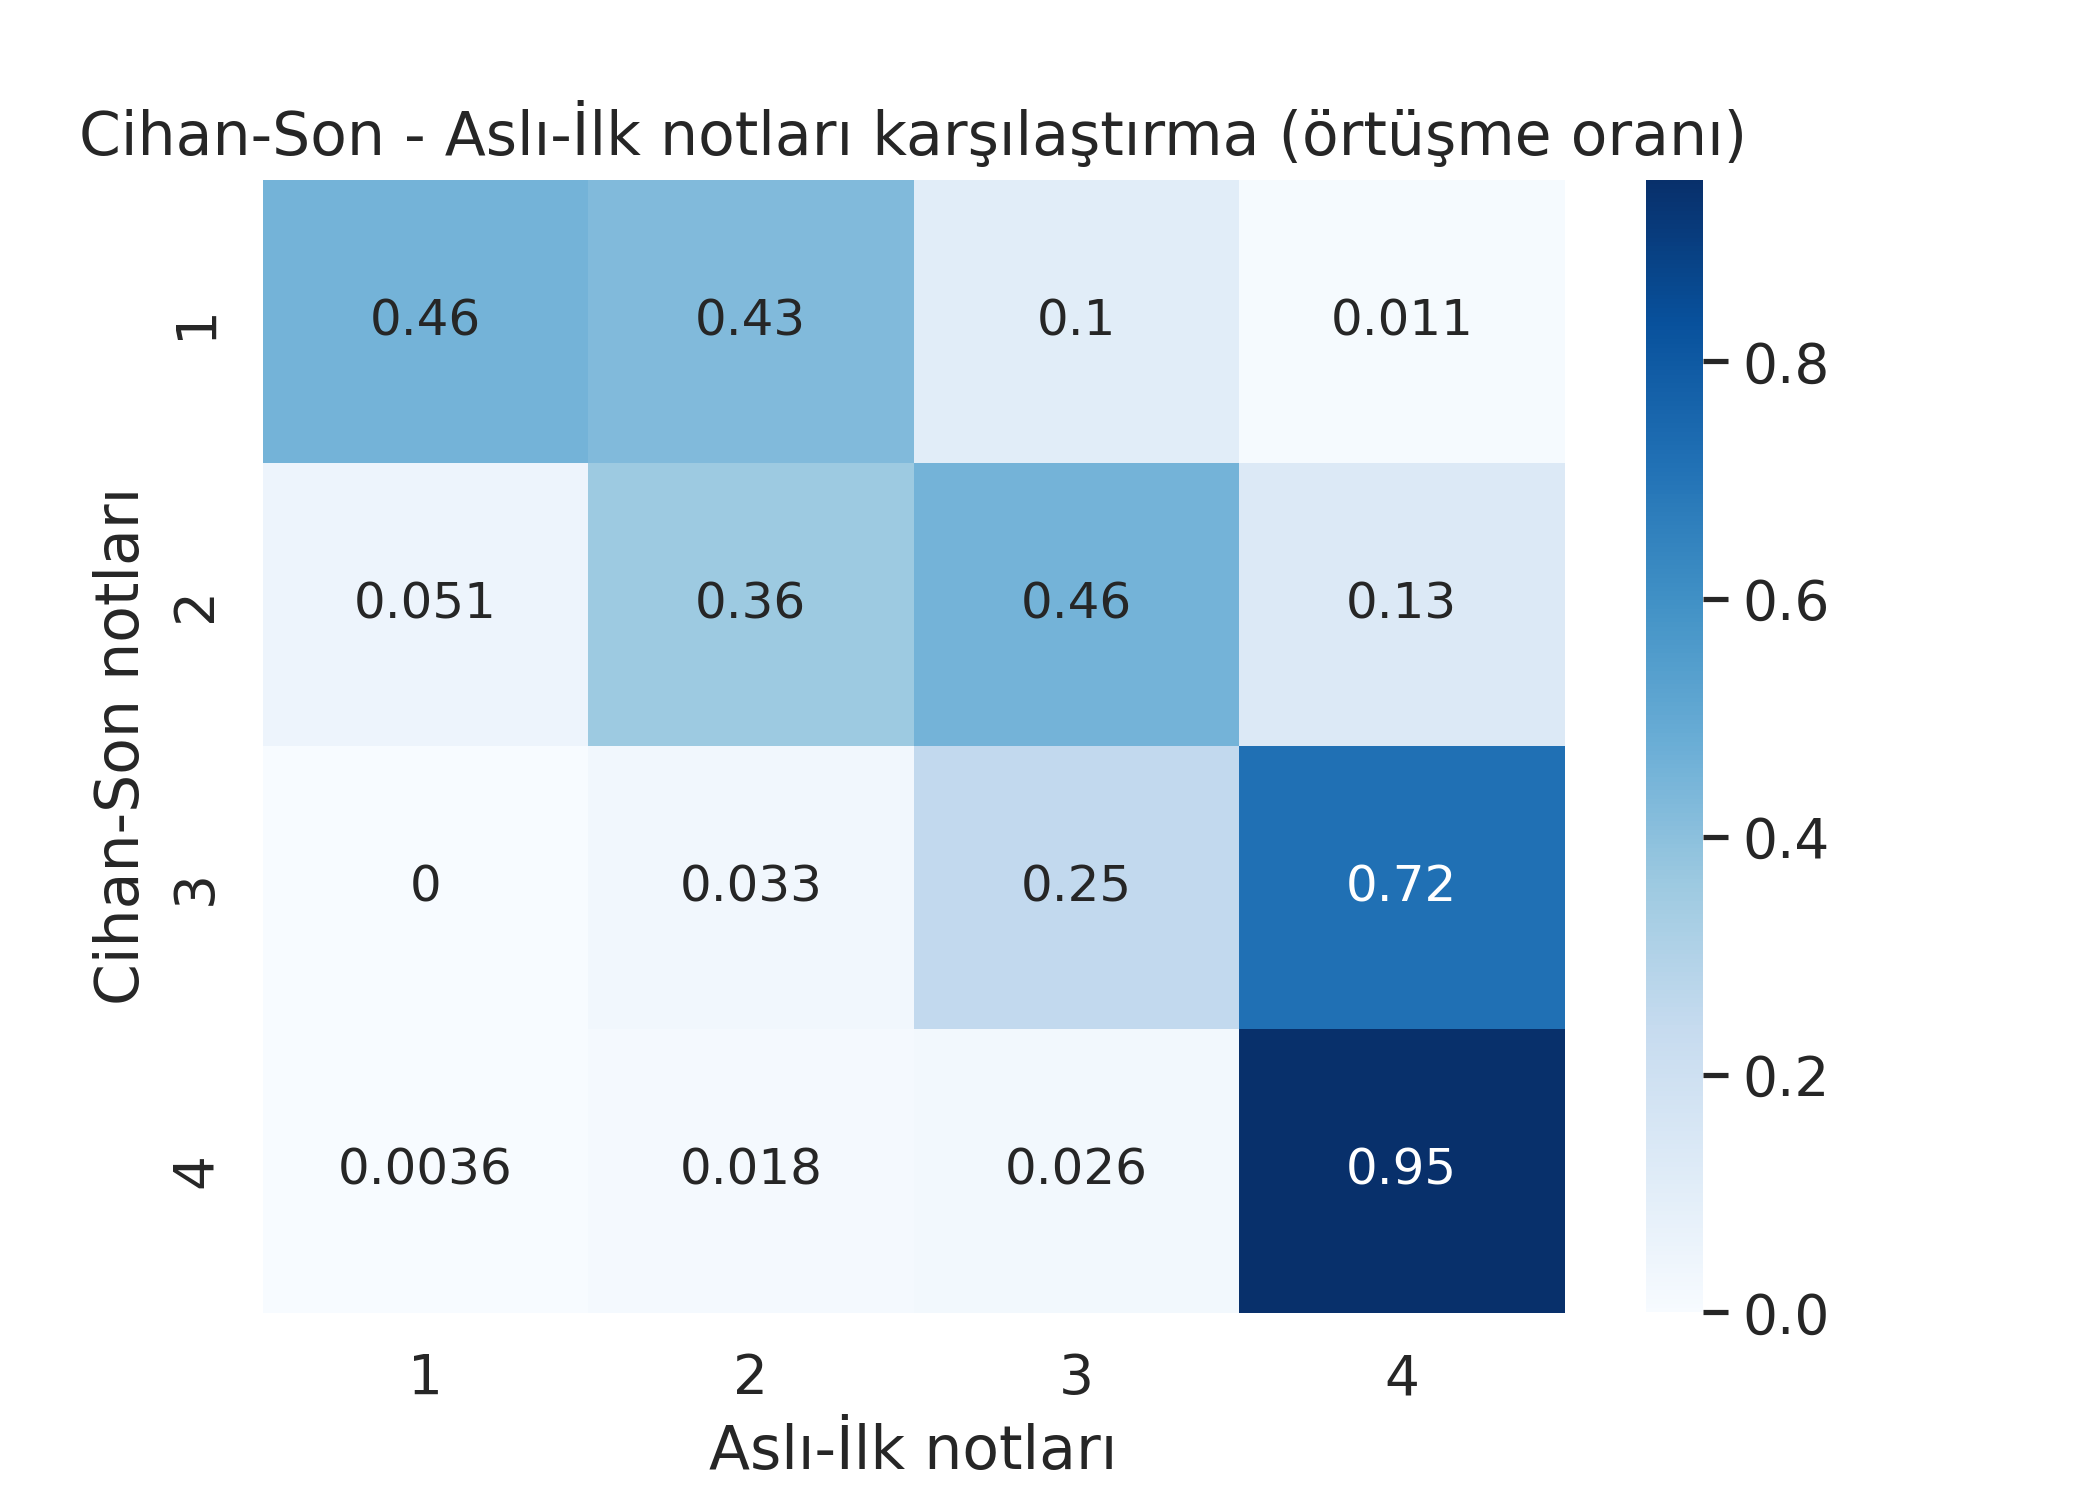 Cihan-Son - Aslı-İlk notları karşılaştırma (örtüşme oranı)
Cihan-Son notları
1 0.46 0.43 0.1 0.011
2 0.051 0.36 0.46 0.13
3 0 0.033 0.25 0.72
4 0.0036 0.018 0.026 0.95
1 2 3 4
Aslı-İlk notları
0.8
0.6
0.4
0.2
0.0